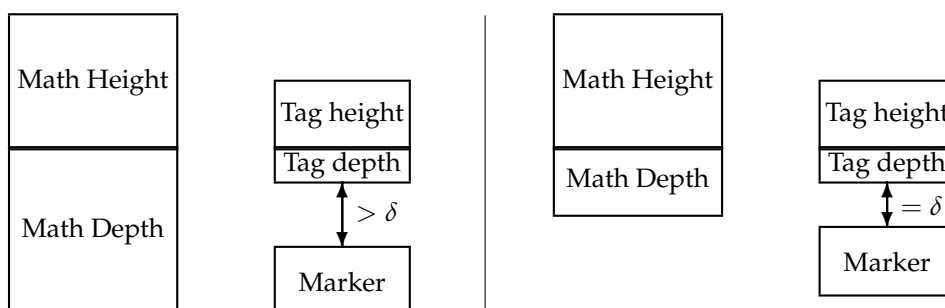 Math Height
Tag height
Tag depth
> δ
Math Depth
Marker
Math Height
Tag height
Tag depth
Math Depth
= δ
Marker